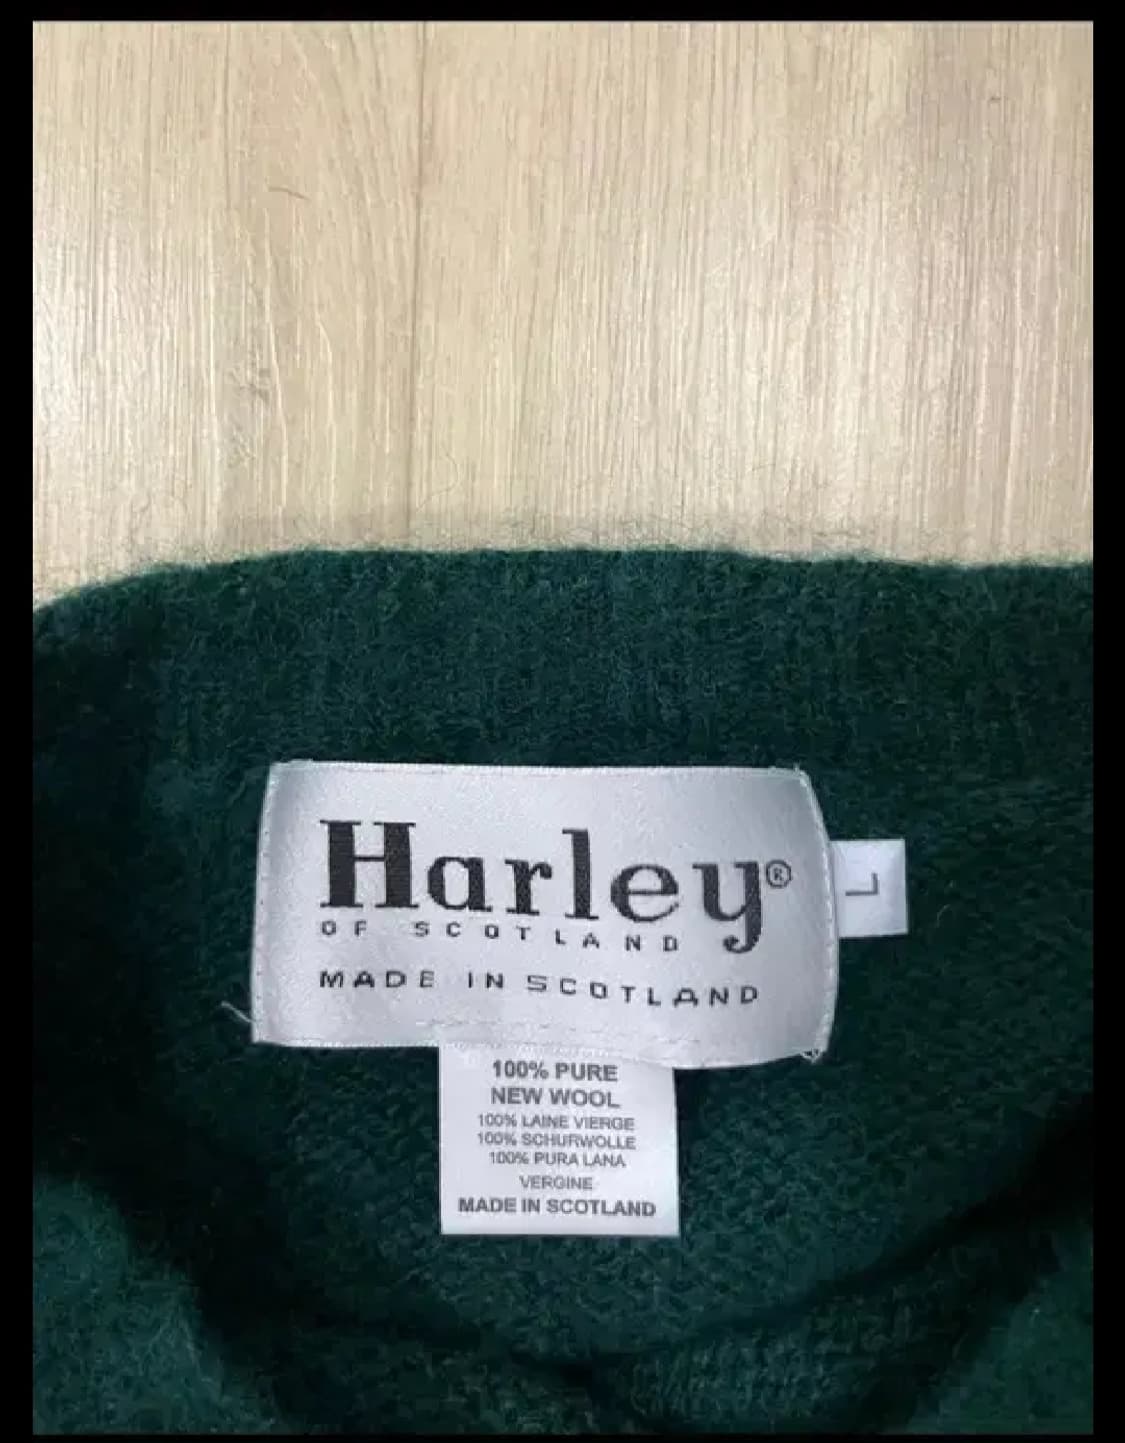 Harley®
OF SCOTLAND
MADE IN SCOTLAND
L
100% PURE
NEW WOOL
100% LAINE VIERGE
100% SCHURWOLLE
100% PURA LANA
VERGINE
MADE IN SCOTLAND